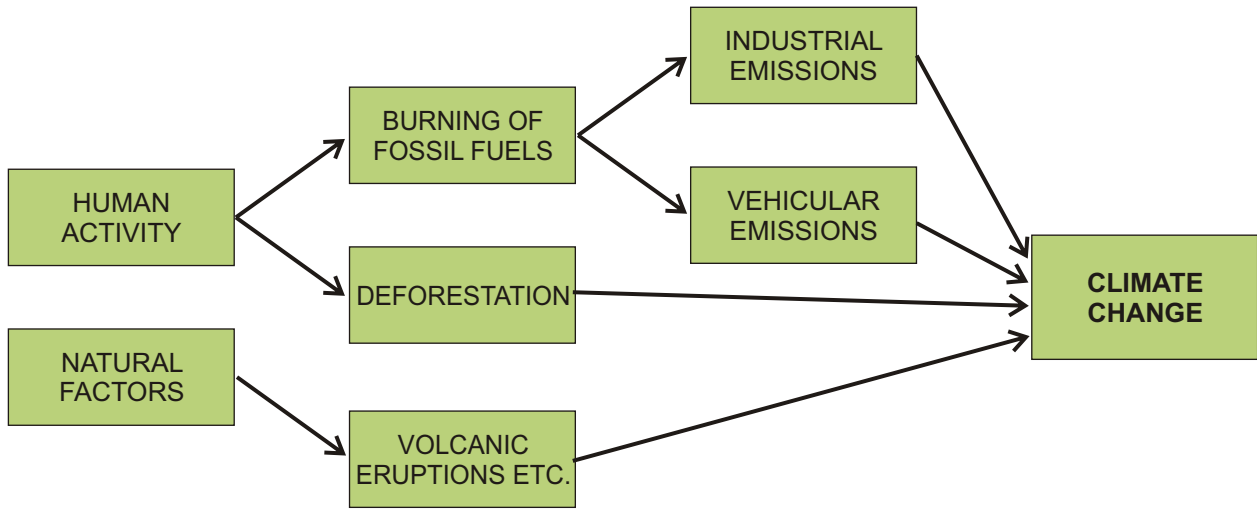 INDUSTRIAL
EMISSIONS
BURNING OF
FOSSIL FUELS
HUMAN
ACTIVITY
VEHICULAR
EMISSIONS
DEFORESTATION
CLIMATE
CHANGE
NATURAL
FACTORS
VOLCANIC
ERUPTIONS ETC.